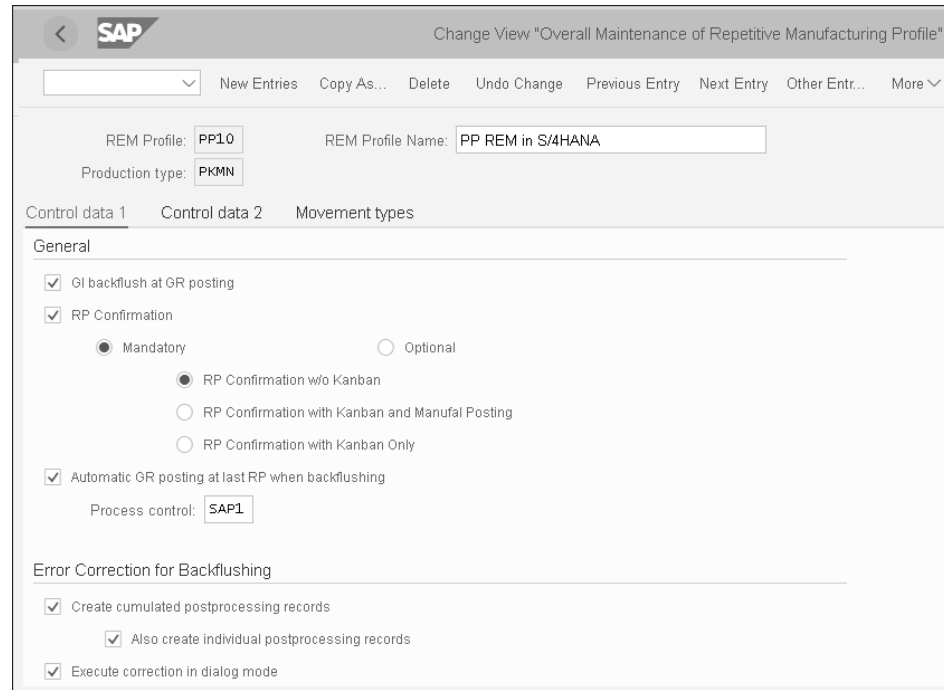 SAP Change View "Overall Maintenance of Repetitive Manufacturing Profile"
New Entries Copy As... Delete Undo Change Previous Entry Next Entry Other Entr... More
REM Profile: PP10 REM Profile Name: PP REM in S/4HANA
Production type: PKMN
Control data 1 Control data 2 Movement types
General
GI backflush at GR posting
RP Confirmation
Mandatory Optional
RP Confirmation w/o Kanban
RP Confirmation with Kanban and Manufal Posting
RP Confirmation with Kanban Only
Automatic GR posting at last RP when backflushing
Process control: SAP1
Error Correction for Backflushing
Create cumulated postprocessing records
Also create individual postprocessing records
Execute correction in dialog mode